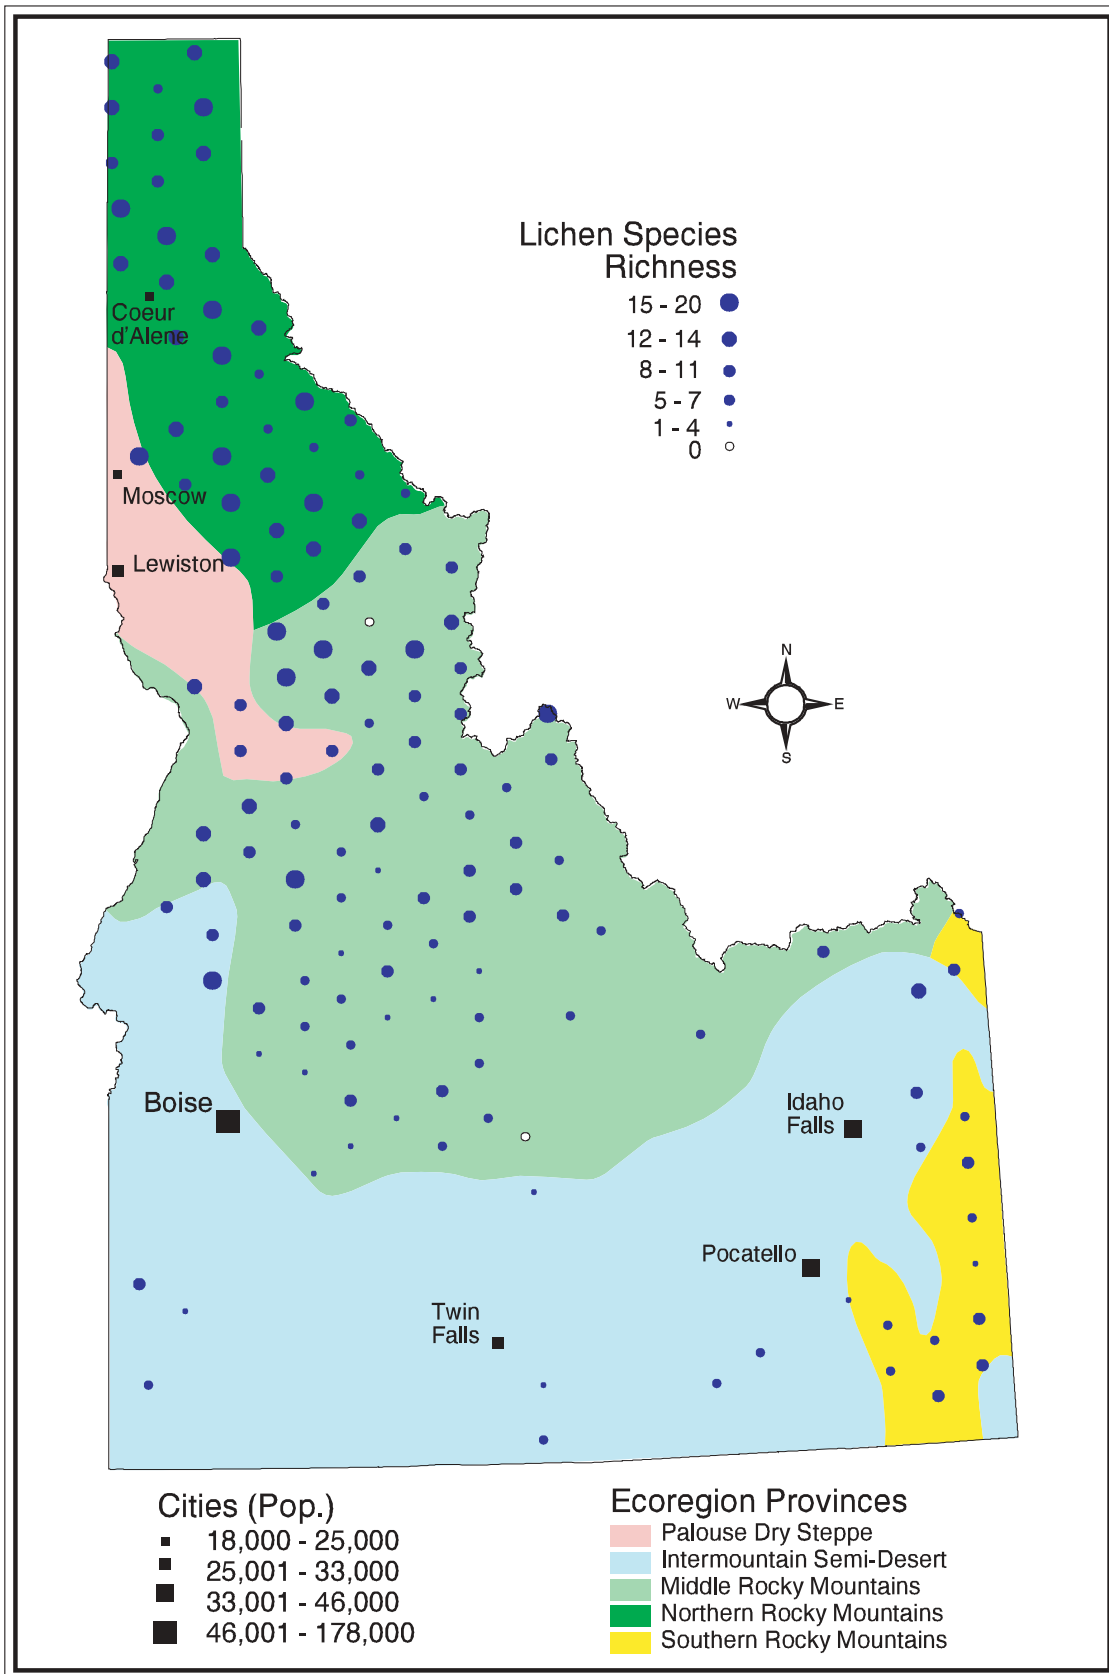 Lichen Species
Richness
15 - 20
12 - 14
8 - 11
5 - 7
1 - 4
0
Coeur
d'Alene
Moscow
Lewiston
N
W
E
S
Boise
Idaho
Falls
Pocatello
Twin
Falls
Cities (Pop.)
18,000 - 25,000
25,001 - 33,000
33,001 - 46,000
46,001 - 178,000
Ecoregion Provinces
Palouse Dry Steppe
Intermountain Semi-Desert
Middle Rocky Mountains
Northern Rocky Mountains
Southern Rocky Mountains